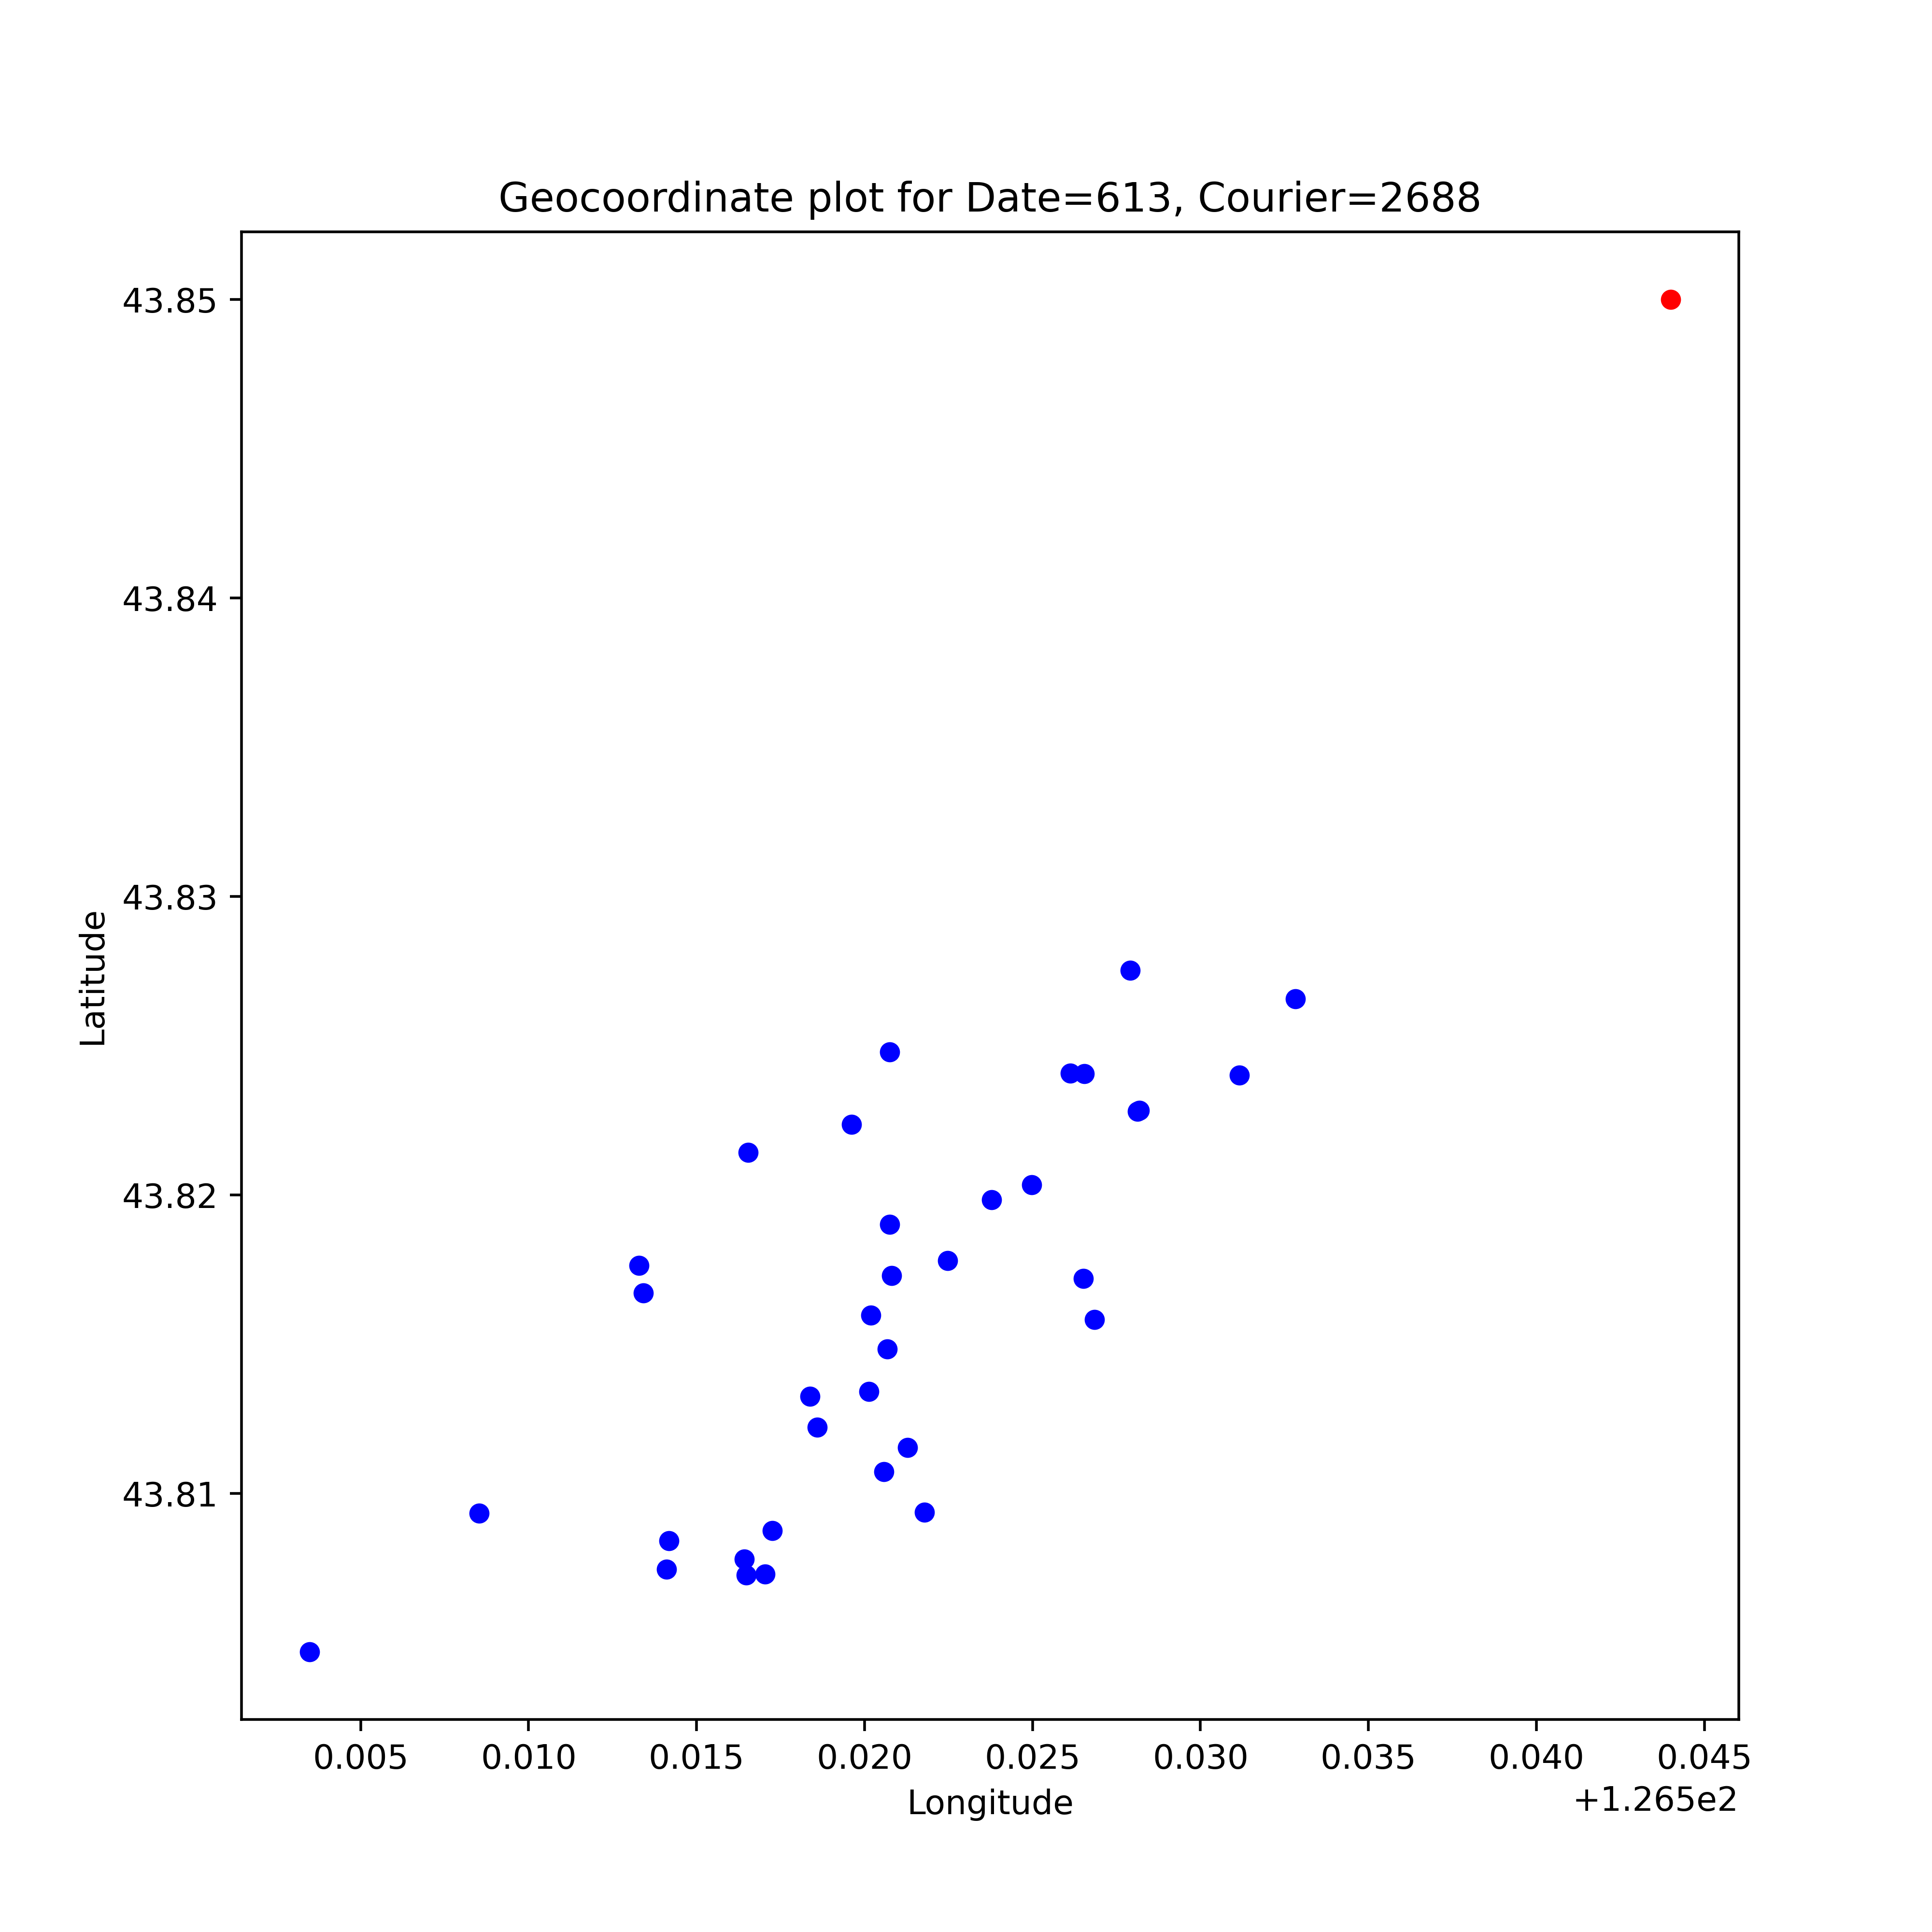 Geocoordinate plot for Date=613, Courier=2688
43.85
43.84
43.83
43.82
43.81
Latitude
0.005 0.010 0.015 0.020 0.025 0.030 0.035 0.040 0.045
+1.265e2
Longitude